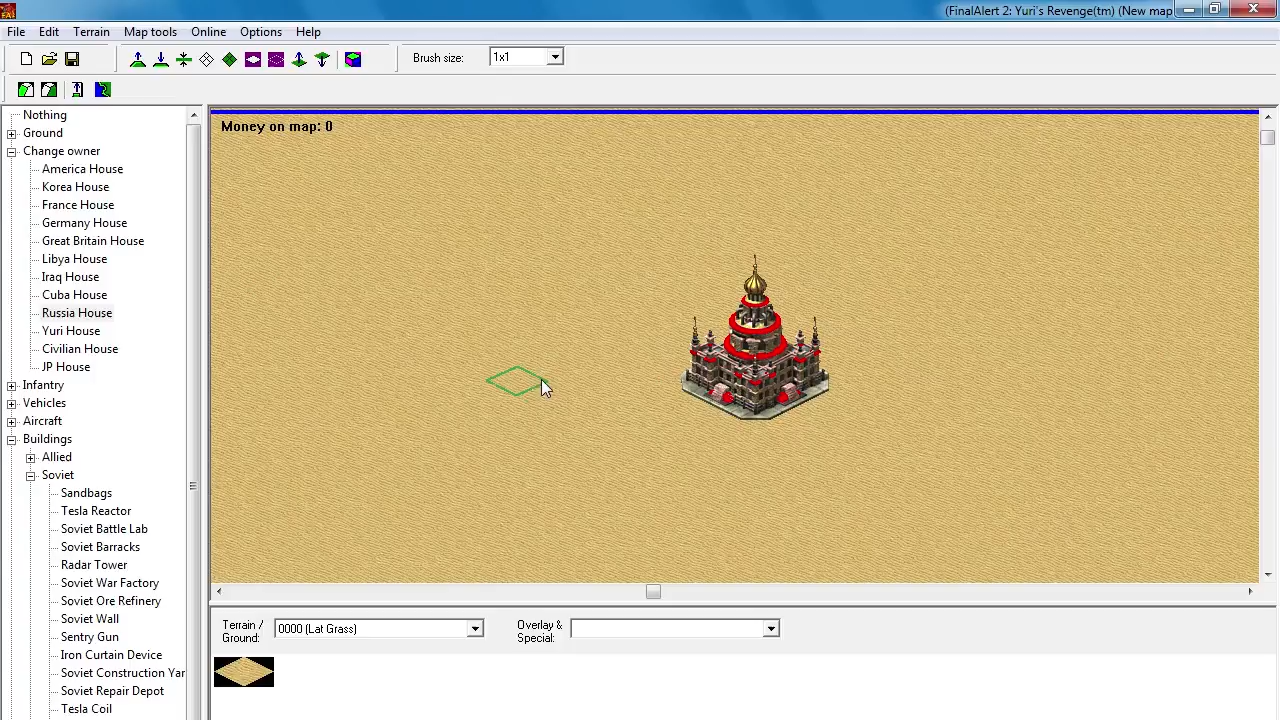 (FinalAlert 2: Yuri's Revenge(tm) (New map
File Edit Terrain Map tools Online Options Help
Brush size: 1x1
Nothing
Ground
Change owner
America House
Korea House
France House
Germany House
Great Britain House
Libya House
Iraq House
Cuba House
Russia House
Yuri House
Civilian House
JP House
Infantry
Vehicles
Aircraft
Buildings
Allied
Soviet
Sandbags
Tesla Reactor
Soviet Battle Lab
Soviet Barracks
Radar Tower
Soviet War Factory
Soviet Ore Refinery
Soviet Wall
Sentry Gun
Iron Curtain Device
Soviet Construction Yar
Soviet Repair Depot
Tesla Coil
Money on map: 0
Terrain /
Ground:
0000 (Lat Grass)
Overlay &
Special: